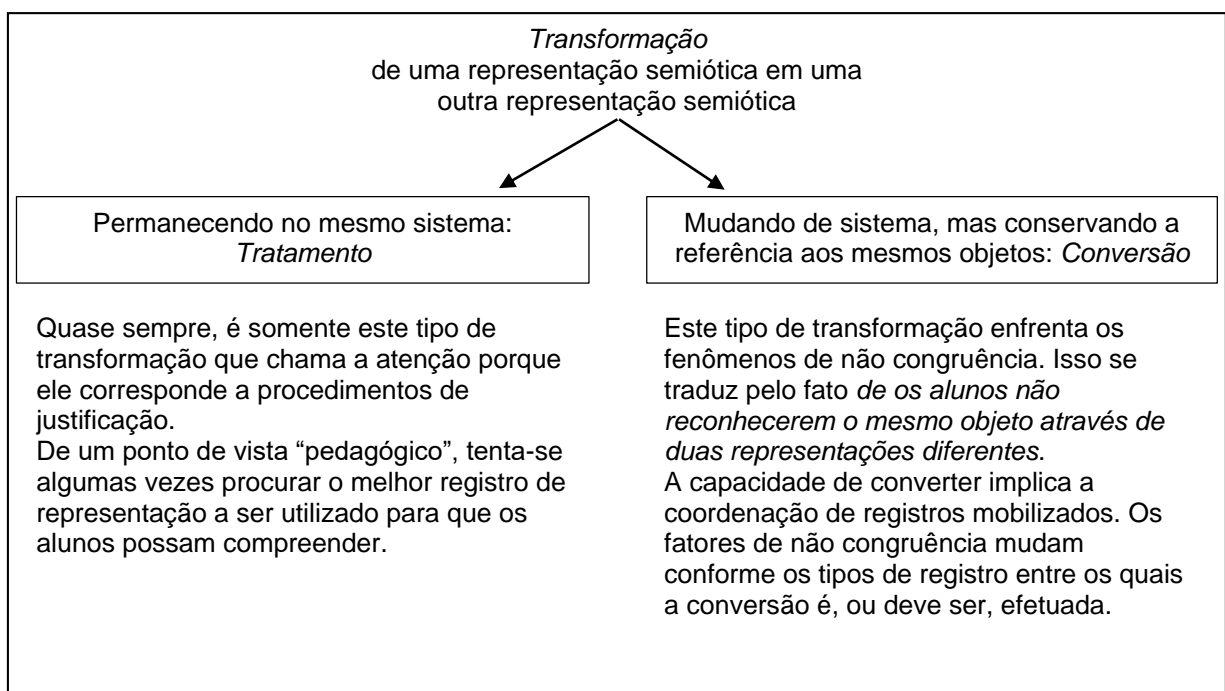 Transformação
de uma representação semiótica em uma
outra representação semiótica
Permanecendo no mesmo sistema:
Tratamento
Quase sempre, é somente este tipo de
transformação que chama a atenção porque
ele corresponde a procedimentos de
justificação.
De um ponto de vista “pedagógico”, tenta-se
algumas vezes procurar o melhor registro de
representação a ser utilizado para que os
alunos possam compreender.
Mudando de sistema, mas conservando a
referência aos mesmos objetos: Conversão
Este tipo de transformação enfrenta os
fenômenos de não congruência. Isso se
traduz pelo fato de os alunos não
reconhecerem o mesmo objeto através de
duas representações diferentes.
A capacidade de converter implica a
coordenação de registros mobilizados. Os
fatores de não congruência mudam
conforme os tipos de registro entre os quais
a conversão é, ou deve ser, efetuada.